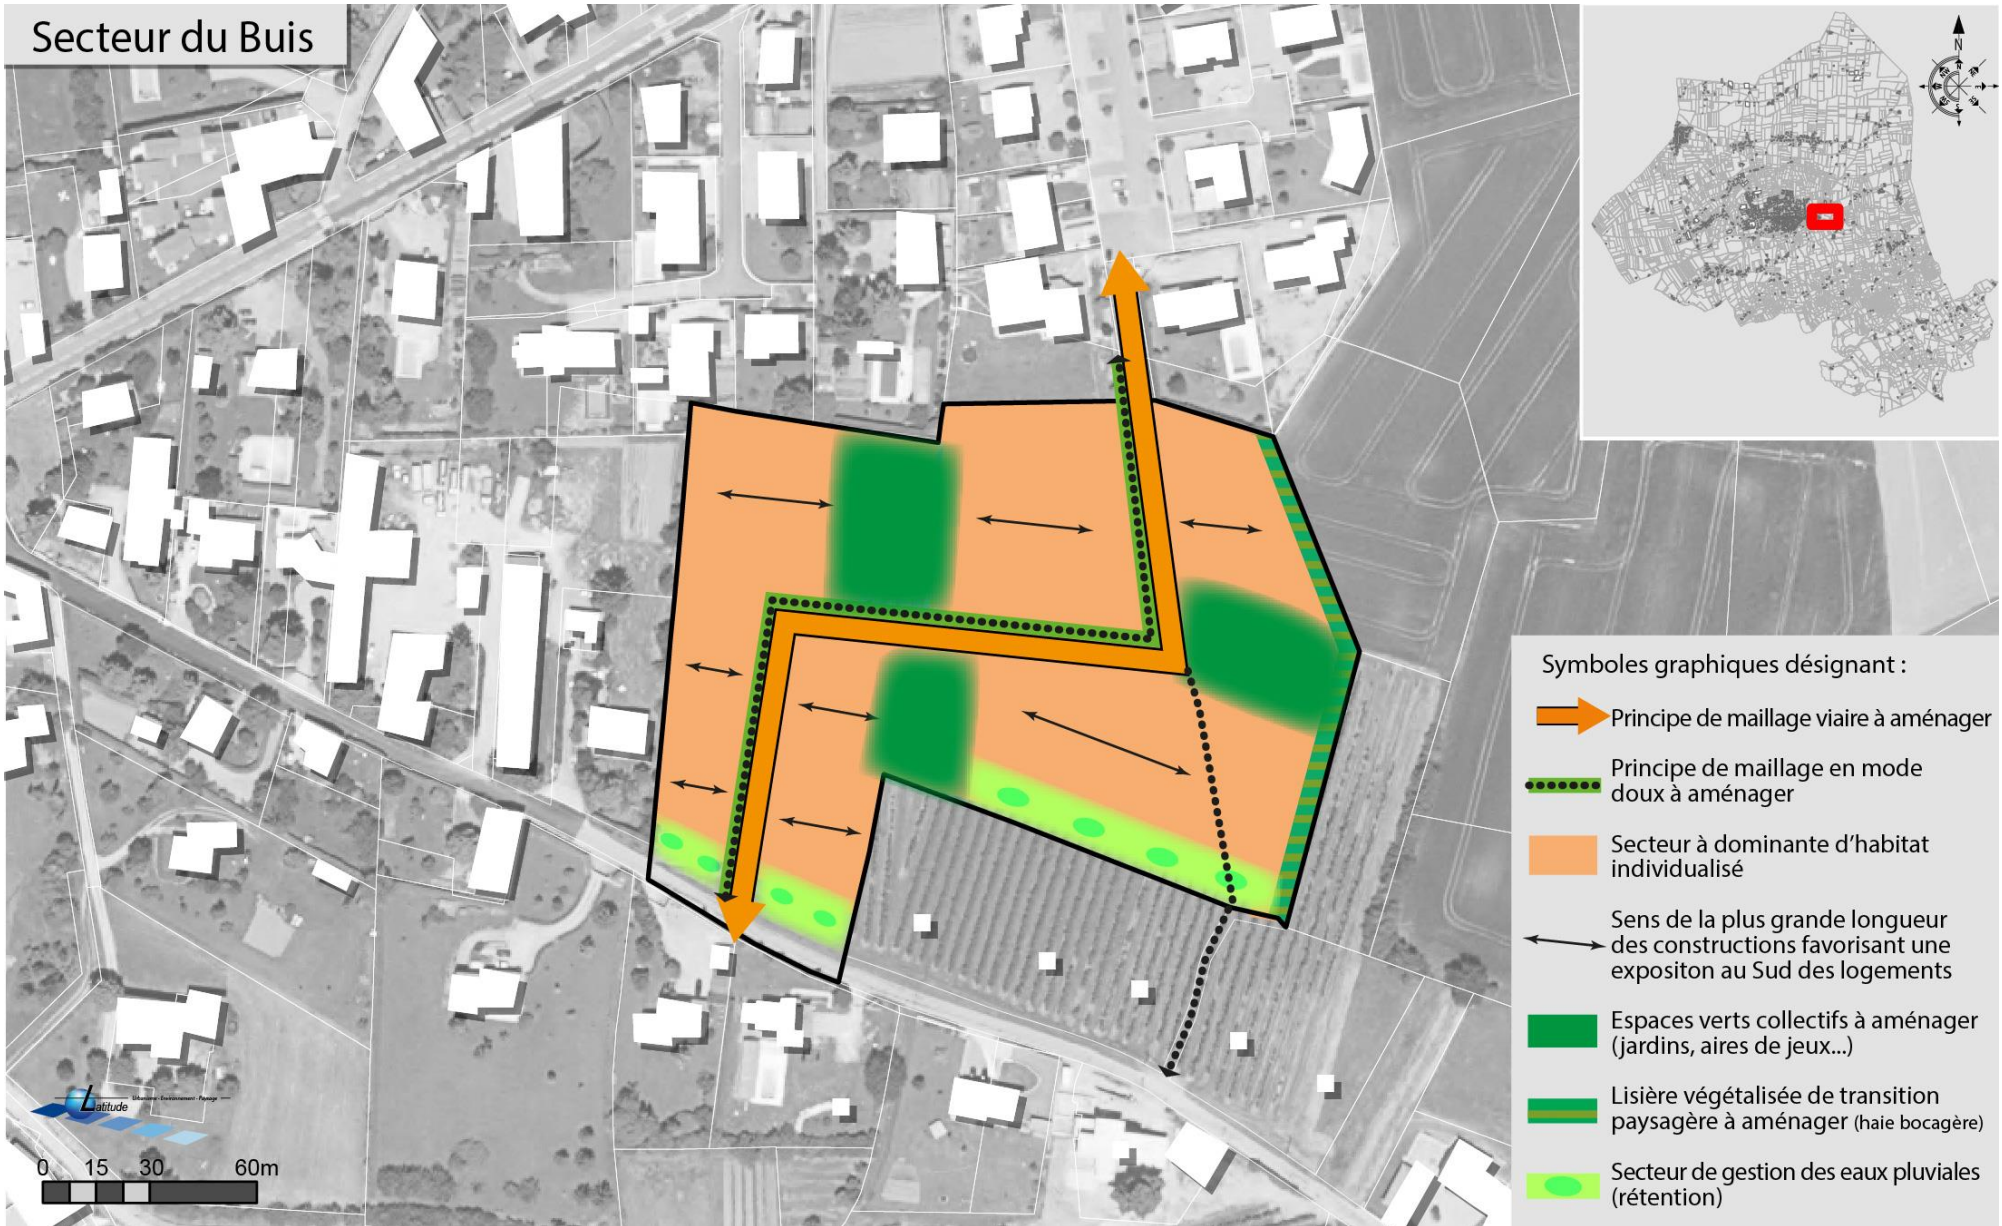 Secteur du Buis
N
Symboles graphiques désignant :
Principe de maillage viaire à aménager
Principe de maillage en mode
doux à aménager
Secteur à dominante d'habitat
individualisé
Sens de la plus grande longueur
des constructions favorisant une
expositon au Sud des logements
Espaces verts collectifs à aménager
(jardins, aires de jeux...)
Lisière végétalisée de transition
paysagère à aménager (haie bocagère)
Secteur de gestion des eaux pluviales
(rétention)
Latitude
Urbanisme - Environnement - Paysage
0 15 30 60m